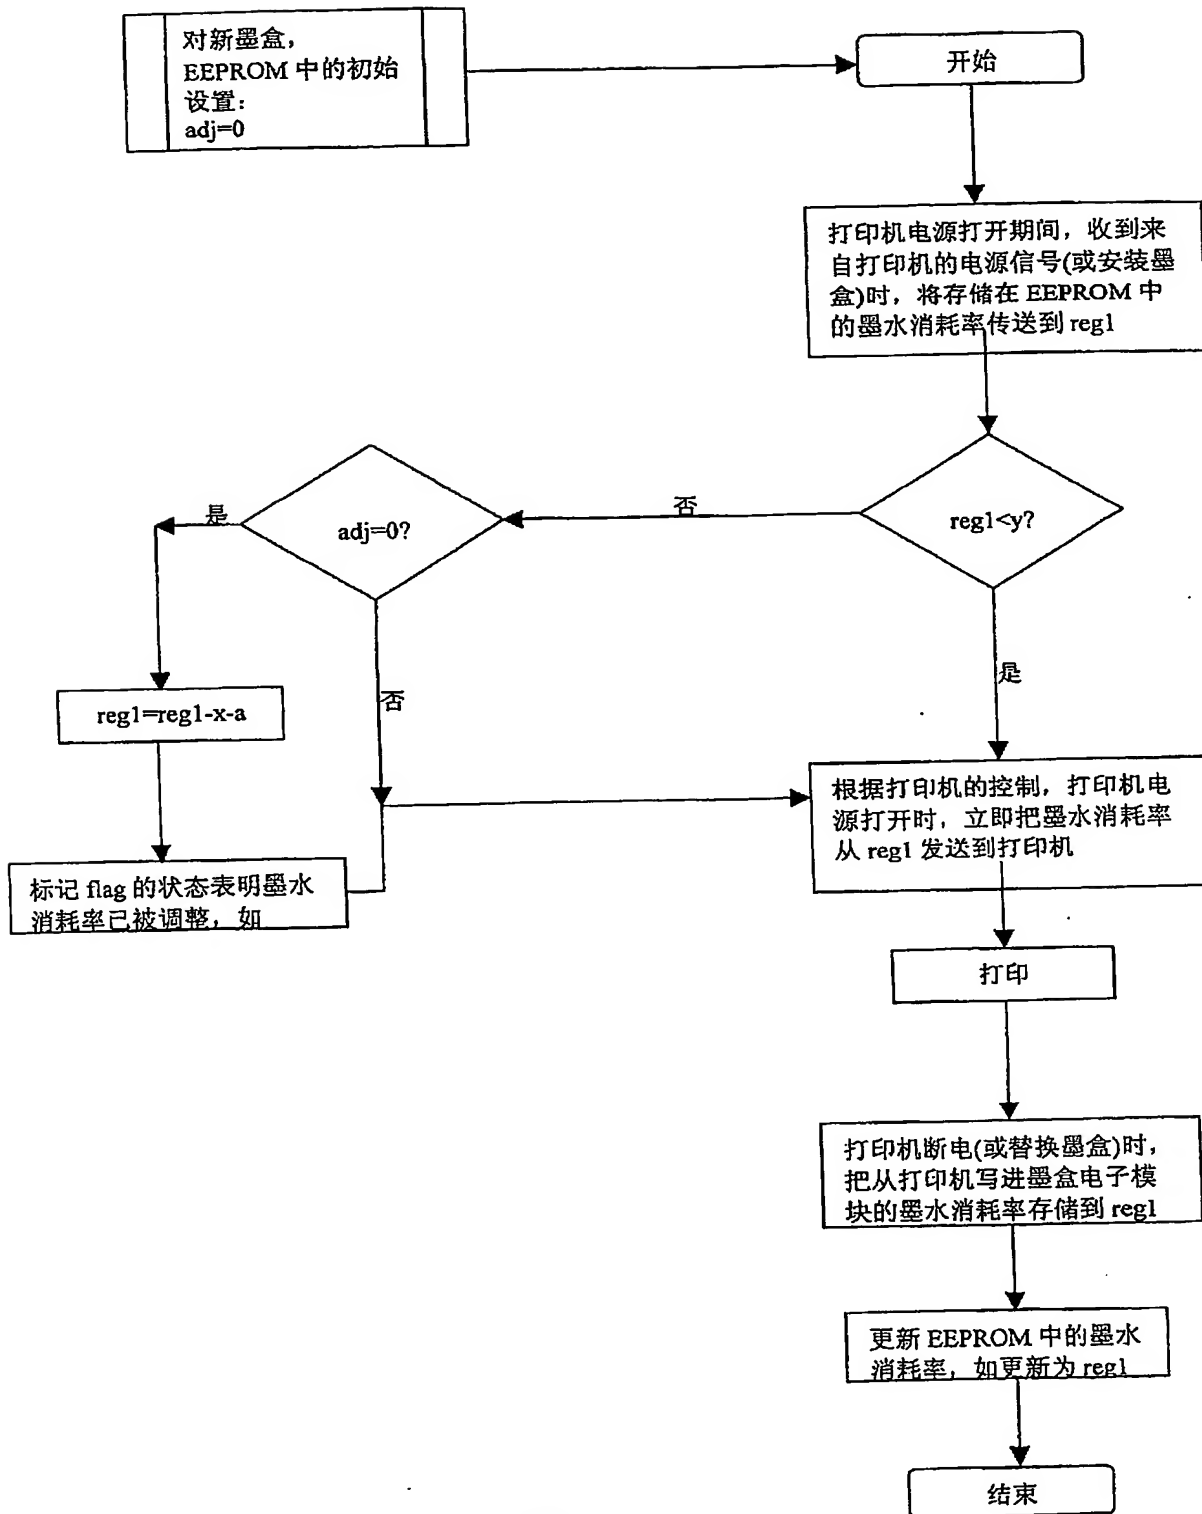 对新墨盒，
EEPROM 中的初始
设置：
adj=0
开始
打印机电源打开期间，收到来
自打印机的电源信号(或安装墨
盒)时，将存储在 EEPROM 中
的墨水消耗率传送到 reg1
reg1<y?
否
adj=0?
是
否
是
reg1=reg1-x-a
标记 flag 的状态表明墨水
消耗率已被调整，如
根据打印机的控制，打印机电
源打开时，立即把墨水消耗率
从 reg1 发送到打印机
打印
打印机断电(或替换墨盒)时，
把从打印机写进墨盒电子模
块的墨水消耗率存储到 reg1
更新 EEPROM 中的墨水
消耗率，如更新为 reg1
结束